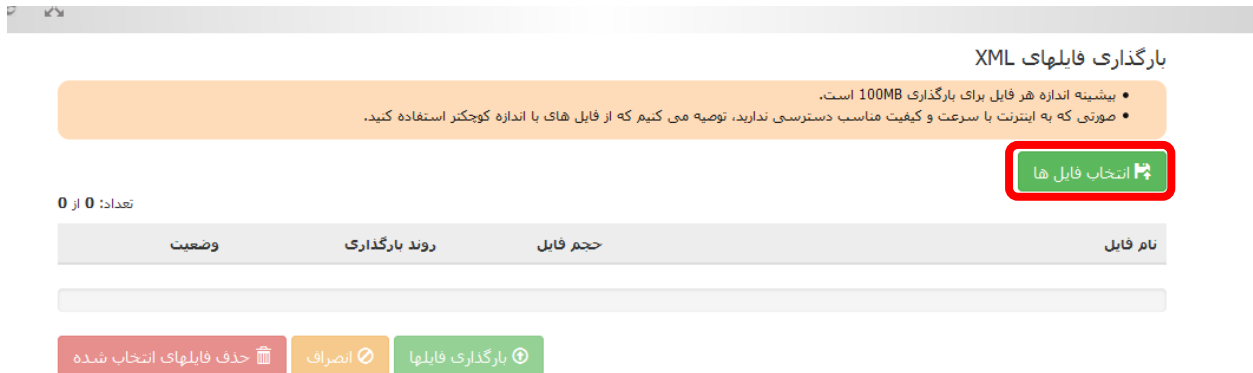 بارگذاری فایلهای XML
• بیشینه اندازه هر فایل برای بارگذاری 100MB است.
• صورتی که به اینترنت با سرعت و کیفیت مناسب دسترسی ندارید، توصیه می کنیم که از فایل های با اندازه کوچکتر استفاده کنید.
انتخاب فایل ها
تعداد: 0 از 0
نام فایل حجم فایل روند بارگذاری وضعیت
بارگذاری فایلها انصراف حذف فایلهای انتخاب شده